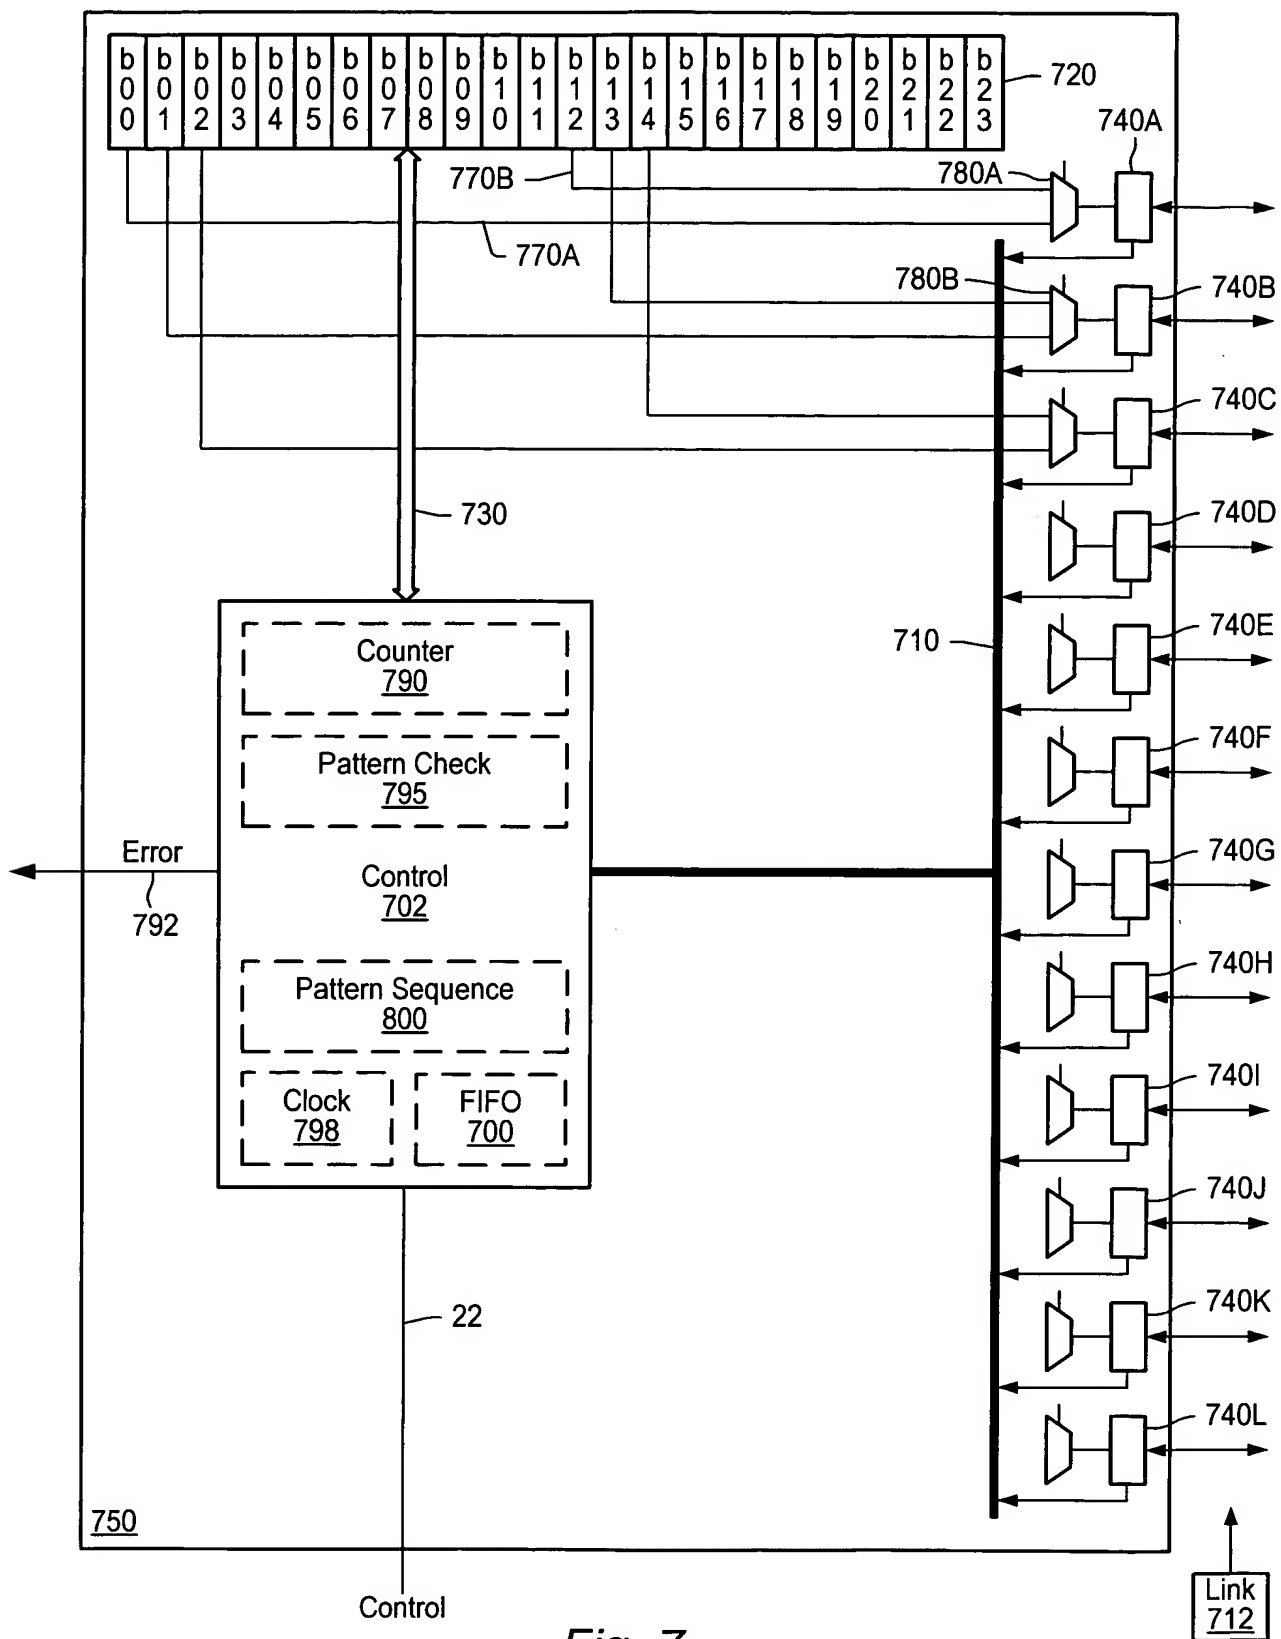 b00 b01 b02 b03 b04 b05 b06 b07 b08 b09 b10 b11 b12 b13 b14 b15 b16 b17 b18 b19 b20 b21 b22 b23
720
740A
770B
780A
770A
780B
740B
740C
730
740D
710
740E
Counter
790
Pattern Check
795
740F
Error
792
Control
702
740G
Pattern Sequence
800
740H
Clock
798
FIFO
700
740I
740J
22
740K
740L
750
Control
Link
712
Fig. 7